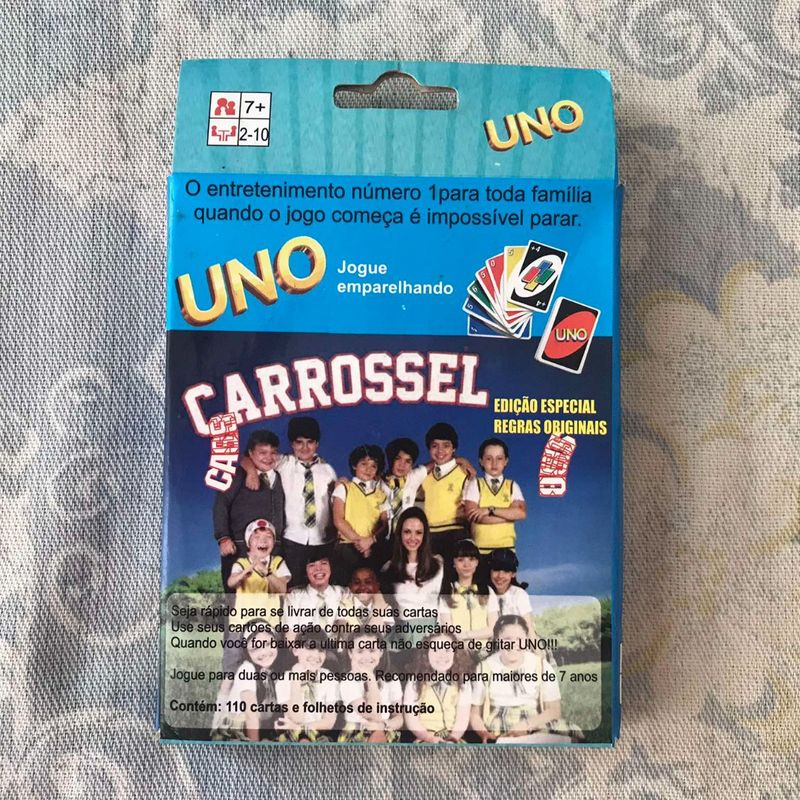 7+
2-10
UNO
O entretenimento número 1para toda família
quando o jogo começa é impossível parar.
UNO
Jogue
emparelhando
+4
UNO
CARROSSEL
EDIÇÃO ESPECIAL
REGRAS ORIGINAIS
Seja rápido para se livrar de todas suas cartas
Use seus cartões de ação contra seus adversários
Quando você for baixar a ultima carta não esqueça de gritar UNO!!!
Jogue para duas ou mais pessoas. Recomendado para maiores de 7 anos
Contém: 110 cartas e folhetos de instrução